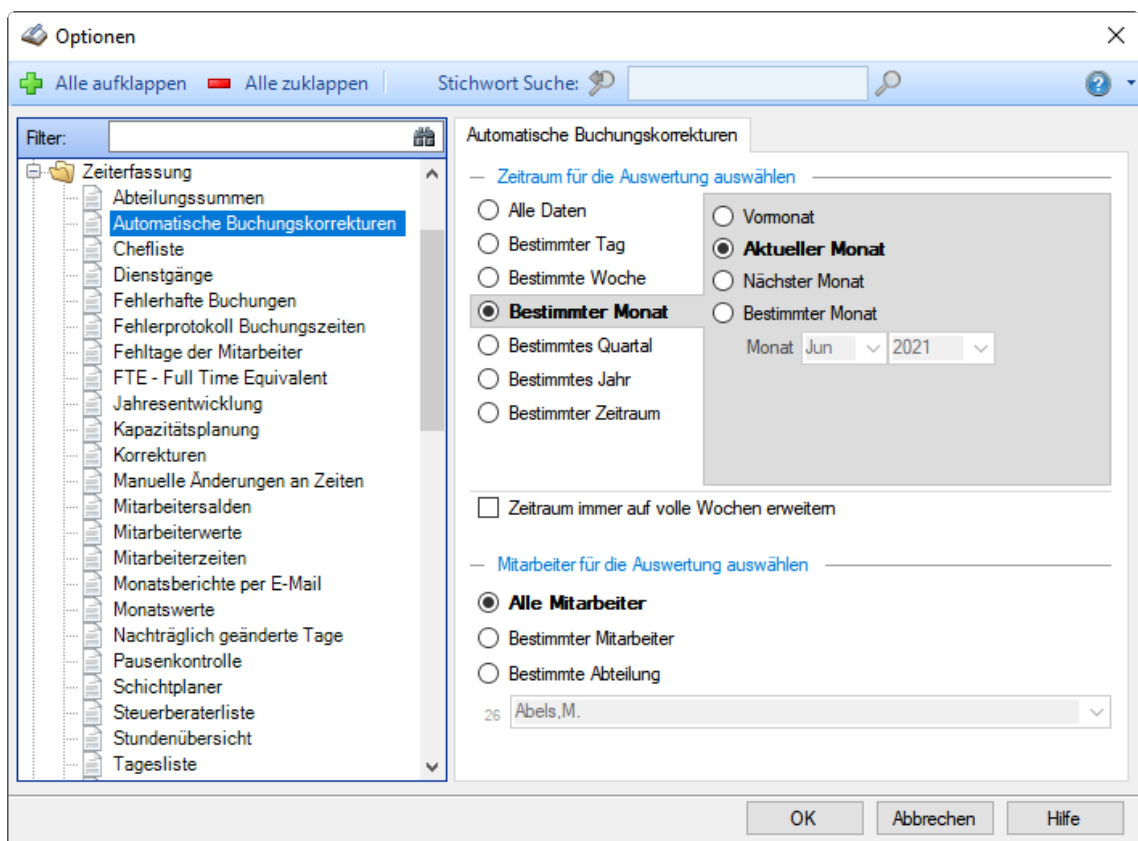 Optionen
Alle aufklappen Alle zuklappen Stichwort Suche:
Filter:
Zeiterfassung
Abteilungssummen
Automatische Buchungskorrekturen
Chefliste
Dienstgänge
Fehlerhafte Buchungen
Fehlerprotokoll Buchungszeiten
Fehltage der Mitarbeiter
FTE - Full Time Equivalent
Jahresentwicklung
Kapazitätsplanung
Korrekturen
Manuelle Änderungen an Zeiten
Mitarbeitersalden
Mitarbeiterwerte
Mitarbeiterzeiten
Monatsberichte per E-Mail
Monatswerte
Nachträglich geänderte Tage
Pausenkontrolle
Schichtplaner
Steuerberaterliste
Stundenübersicht
Tagesliste
Automatische Buchungskorrekturen
Zeitraum für die Auswertung auswählen
Alle Daten
Bestimmter Tag
Bestimmte Woche
Bestimmter Monat
Bestimmtes Quartal
Bestimmtes Jahr
Bestimmter Zeitraum
Vormonat
Aktueller Monat
Nächster Monat
Bestimmter Monat
Monat Jun 2021
Zeitraum immer auf volle Wochen erweitern
Mitarbeiter für die Auswertung auswählen
Alle Mitarbeiter
Bestimmter Mitarbeiter
Bestimmte Abteilung
26 Abels,M.
OK Abbrechen Hilfe